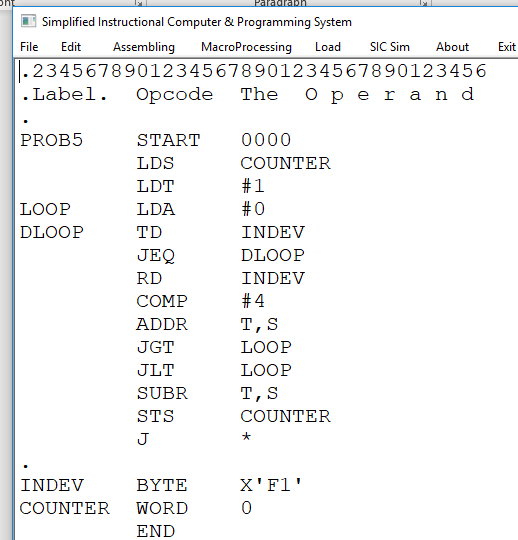 Paragraph
Simplified Instructional Computer & Programming System
File Edit Assembling MacroProcessing Load SIC Sim About Exit
.23456789012345678901234567890123456
.Label.  Opcode  The  O p e r a n d
.
PROB5    START   0000
         LDS     COUNTER
         LDT     #1
LOOP     LDA     #0
DLOOP    TD      INDEV
         JEQ     DLOOP
         RD      INDEV
         COMP    #4
         ADDR    T,S
         JGT     LOOP
         JLT     LOOP
         SUBR    T,S
         STS     COUNTER
         J       *
.
INDEV    BYTE    X'F1'
COUNTER  WORD    0
         END